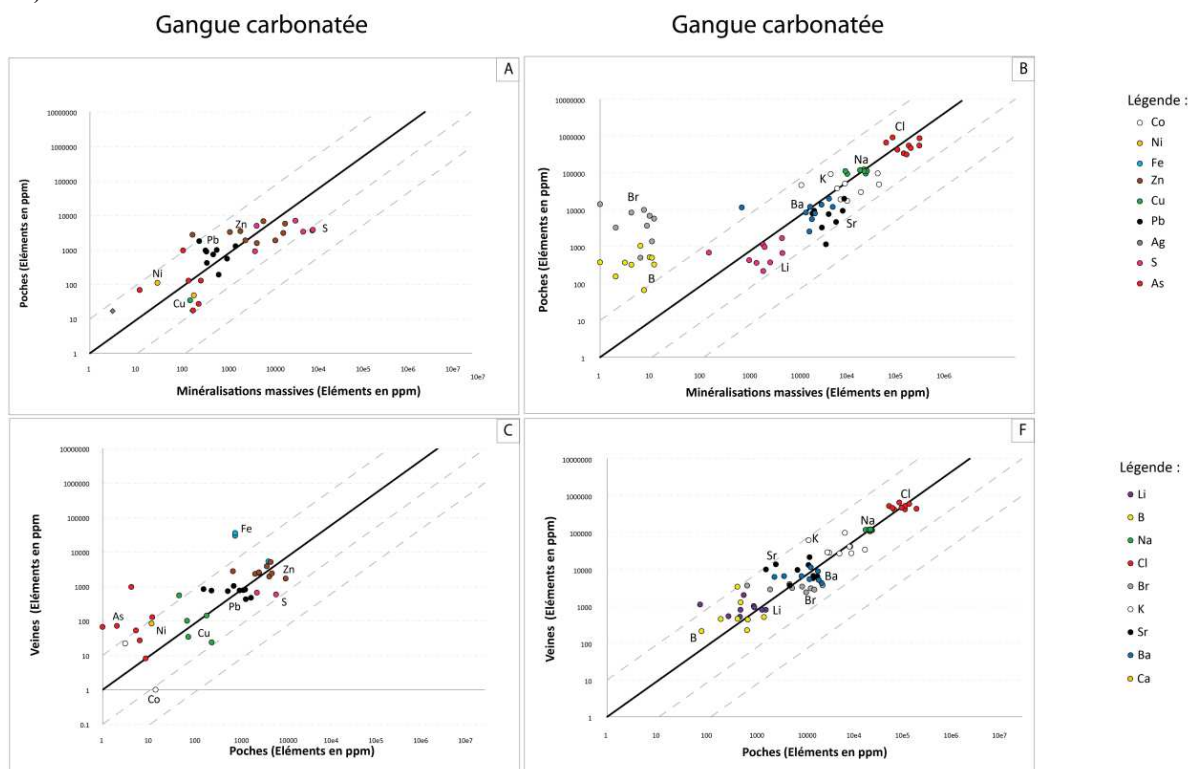 Gangue carbonatée
Gangue carbonatée
A
10000000
1000000
100000
10000
1000
100
10
1
Poches (Eléments en ppm)
Ni
Pb
Zn
Cu
S
1 10 100 1000 10000 10e4 10e5 10e6 10e7
10e7
Minéralisations massives (Eléments en ppm)
B
10000000
1000000
100000
10000
1000
100
10
1
Poches (Eléments en ppm)
Cl
Na
K
Br
Ba
Sr
Li
B
1 10 100 1000 10000 10e4 10e5 10e6
Minéralisations massives (Eléments en ppm)
Légende :
Co
Ni
Fe
Zn
Cu
Pb
Ag
S
As
C
10000000
1000000
100000
10000
1000
100
10
1
0.1
Veines (Eléments en ppm
Fe
Zn
Pb
S
As
Ni
Cu
Co
1 10 100 1000 10000 10e4 10e5 10e6 10e7
Poches (Eléments en ppm)
F
10000000
1000000
100000
10000
1000
100
10
1
Veines (Eléments en ppm)
Cl
Na
K
Sr
Ba
Br
Li
B
1 10 100 1000 10000 10e4 10e5 10e6 10e7
Poches (Eléments en ppm)
Légende :
Li
B
Na
Cl
Br
K
Sr
Ba
Ca